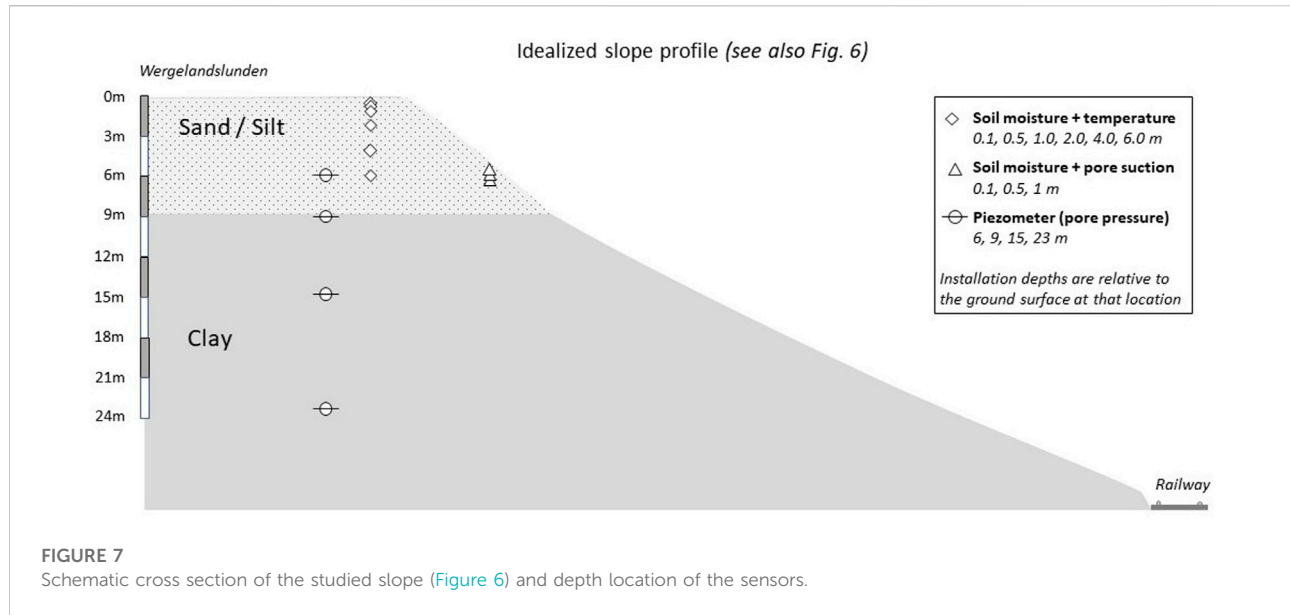 Idealized slope profile (see also Fig. 6)
Wergelandslunden
0m
3m
6m
9m
12m
15m
18m
21m
24m
Sand / Silt
Clay
Soil moisture + temperature
0.1, 0.5, 1.0, 2.0, 4.0, 6.0 m
Soil moisture + pore suction
0.1, 0.5, 1 m
Piezometer (pore pressure)
6, 9, 15, 23 m
Installation depths are relative to
the ground surface at that location
Railway
FIGURE 7
Schematic cross section of the studied slope (Figure 6) and depth location of the sensors.